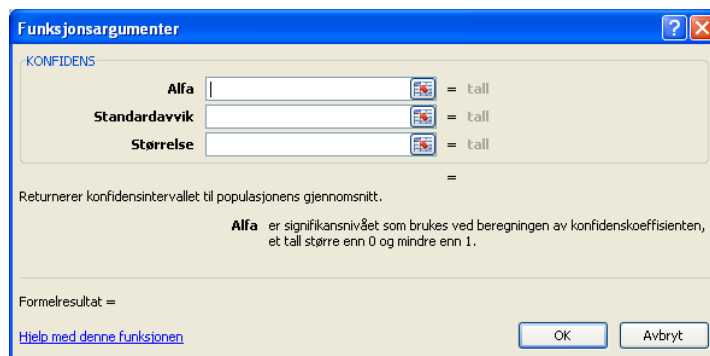 Funksjonsargumenter
KONFIDENS
Alfa = tall
Standardavvik = tall
Størrelse = tall
=
Returnerer konfidensintervallet til populasjonens gjennomsnitt.
Alfa er signifikansnivået som brukes ved beregningen av konfidenskoeffisienten,
et tall større enn 0 og mindre enn 1.
Formelresultat =
Hjelp med denne funksjonen OK Avbryt